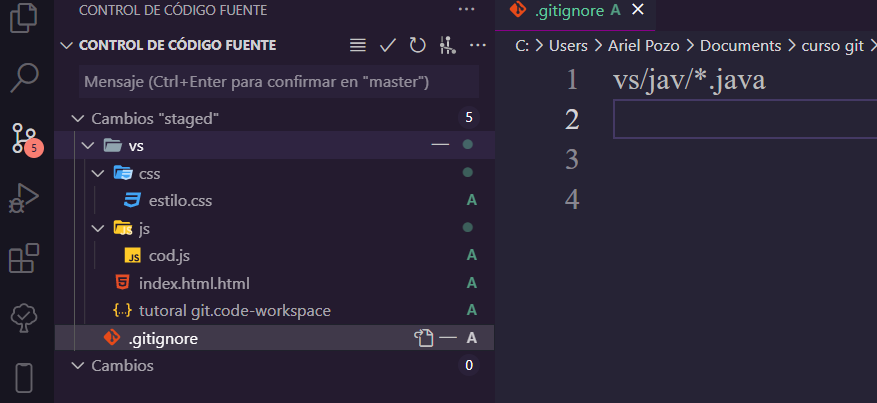 CONTROL DE CÓDIGO FUENTE
CONTROL DE CÓDIGO FUENTE
Mensaje (Ctrl+Enter para confirmar en "master")
Cambios "staged" 5
vs
css
estilo.css A
js
JS cod.js A
index.html.html A
tutoral git.code-workspace A
.gitignore A
Cambios 0
5
.gitignore A
C: > Users > Ariel Pozo > Documents > curso git >
1 vs/jav/*.java
2
3
4